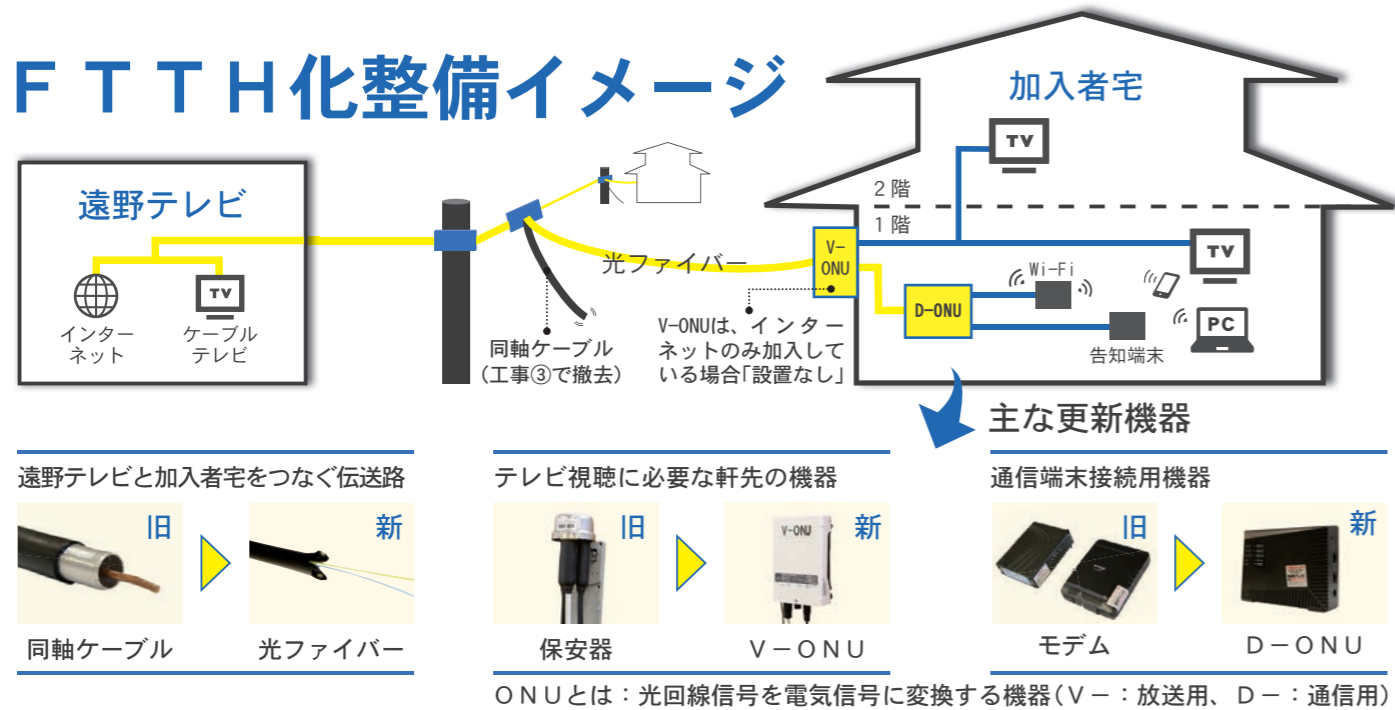 FTTH化整備イメージ
加入者宅
TV
2階
1階
遠野テレビ
TV
インター
ネット
ケーブル
テレビ
光ファイバー
同軸ケーブル
(工事③で撤去)
V-
ONU
V-ONUは、インター
ネットのみ加入して
いる場合「設置なし」
D-ONU
Wi-Fi
告知端末
TV
PC
主な更新機器
遠野テレビと加入者宅をつなぐ伝送路
旧
新
同軸ケーブル
光ファイバー
テレビ視聴に必要な軒先の機器
旧
V-ONU
新
保安器
V-ONU
通信端末接続用機器
旧
新
モデム
D-ONU
ONUとは:光回線信号を電気信号に変換する機器(V-:放送用、D-:通信用)